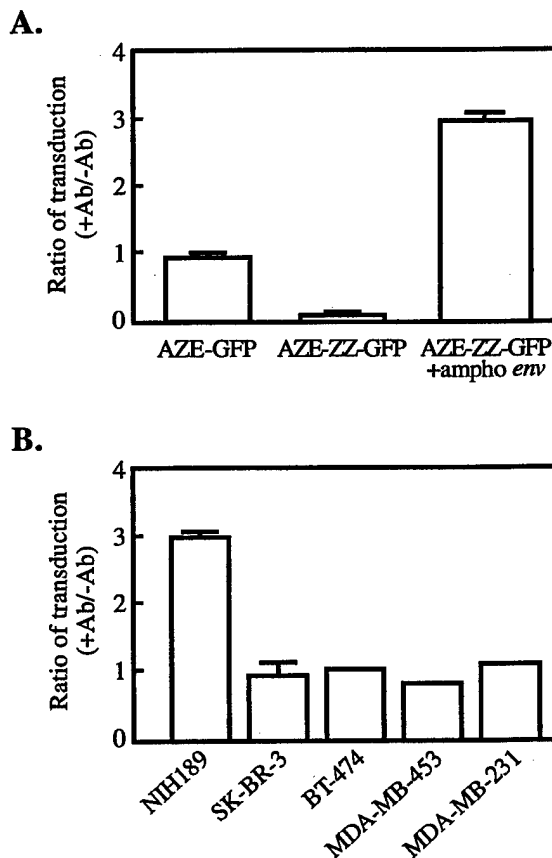 A.
Ratio of transduction
(+Ab/-Ab)
4
3
2
1
0
AZE-GFP
AZE-ZZ-GFP
AZE-ZZ-GFP
+ampho env
B.
Ratio of transduction
(+Ab/-Ab)
4
3
2
1
0
NIH189
SK-BR-3
BT-474
MDA-MB-453
MDA-MB-231